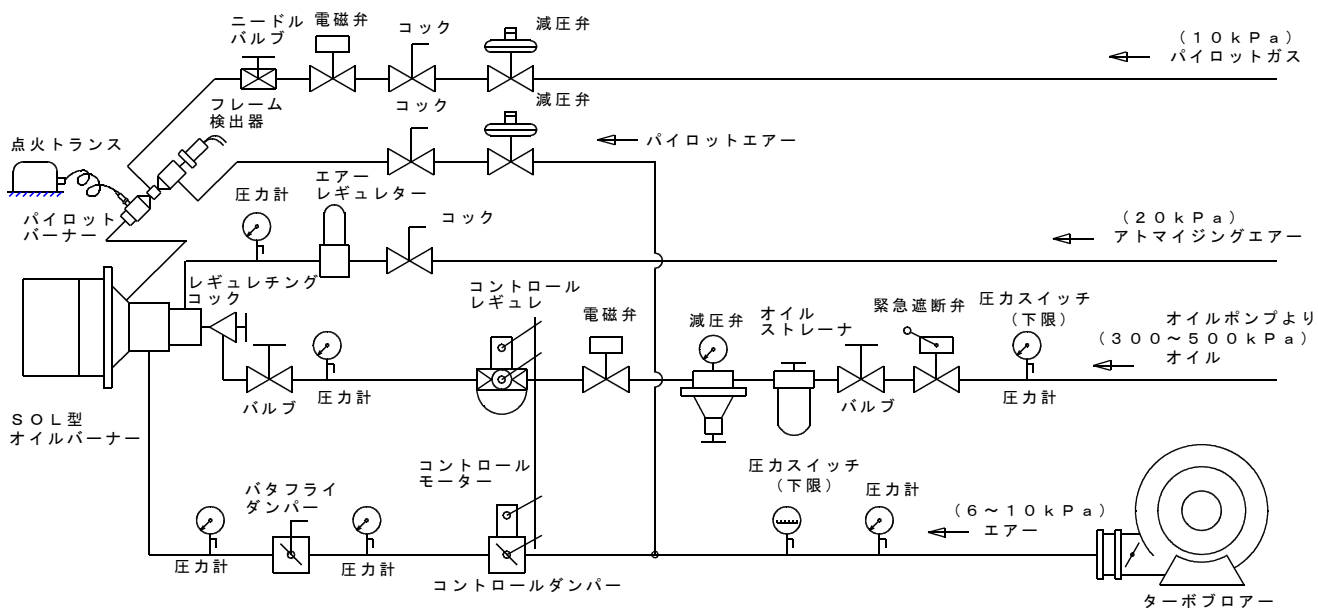 ニードル
バルブ
電磁弁
コック
減圧弁
（１０ｋＰａ）
パイロットガス
フレーム
検出器
コック
減圧弁
点火トランス
パイロットエアー
エアー
レギュレター
圧力計
コック
パイロット
バーナー
（２０ｋＰａ）
アトマイジングエアー
レギュレチング
コック
コントロール
レギュレ
電磁弁
減圧弁
オイル
ストレーナ
緊急遮断弁
圧力スイッチ
（下限）
オイルポンプより
（３００～５００ｋＰａ）
オイル
バルブ
圧力計
バルブ
圧力計
ＳＯＬ型
オイルバーナー
コントロール
モーター
圧力スイッチ
（下限）
圧力計
（６～１０ｋＰａ）
エアー
バタフライ
ダンパー
圧力計
圧力計
コントロールダンパー
ターボブロアー